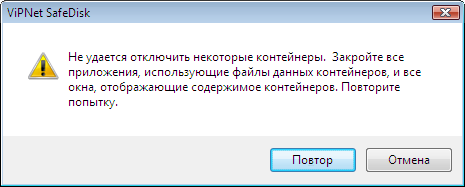 ViPNet SafeDisk
Не удается отключить некоторые контейнеры. Закройте все
приложения, использующие файлы данных контейнеров, и все
окна, отображающие содержимое контейнеров. Повторите
попытку.
Повтор
Отмена